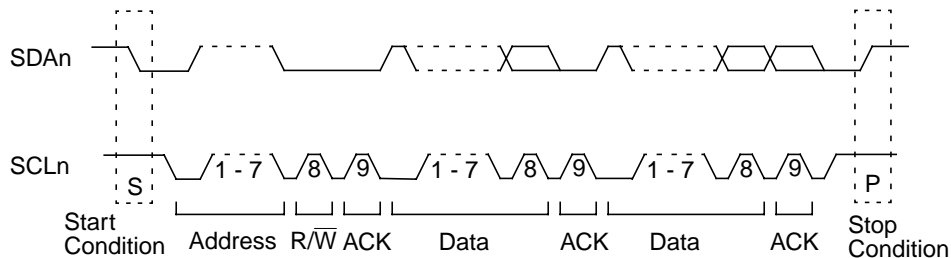 SDAn
SCLn
1 - 7 8 9 1 - 7 8 9 1 - 7 8 9
S P
Start Condition
Address R/W̅ ACK Data ACK Data ACK
Stop Condition